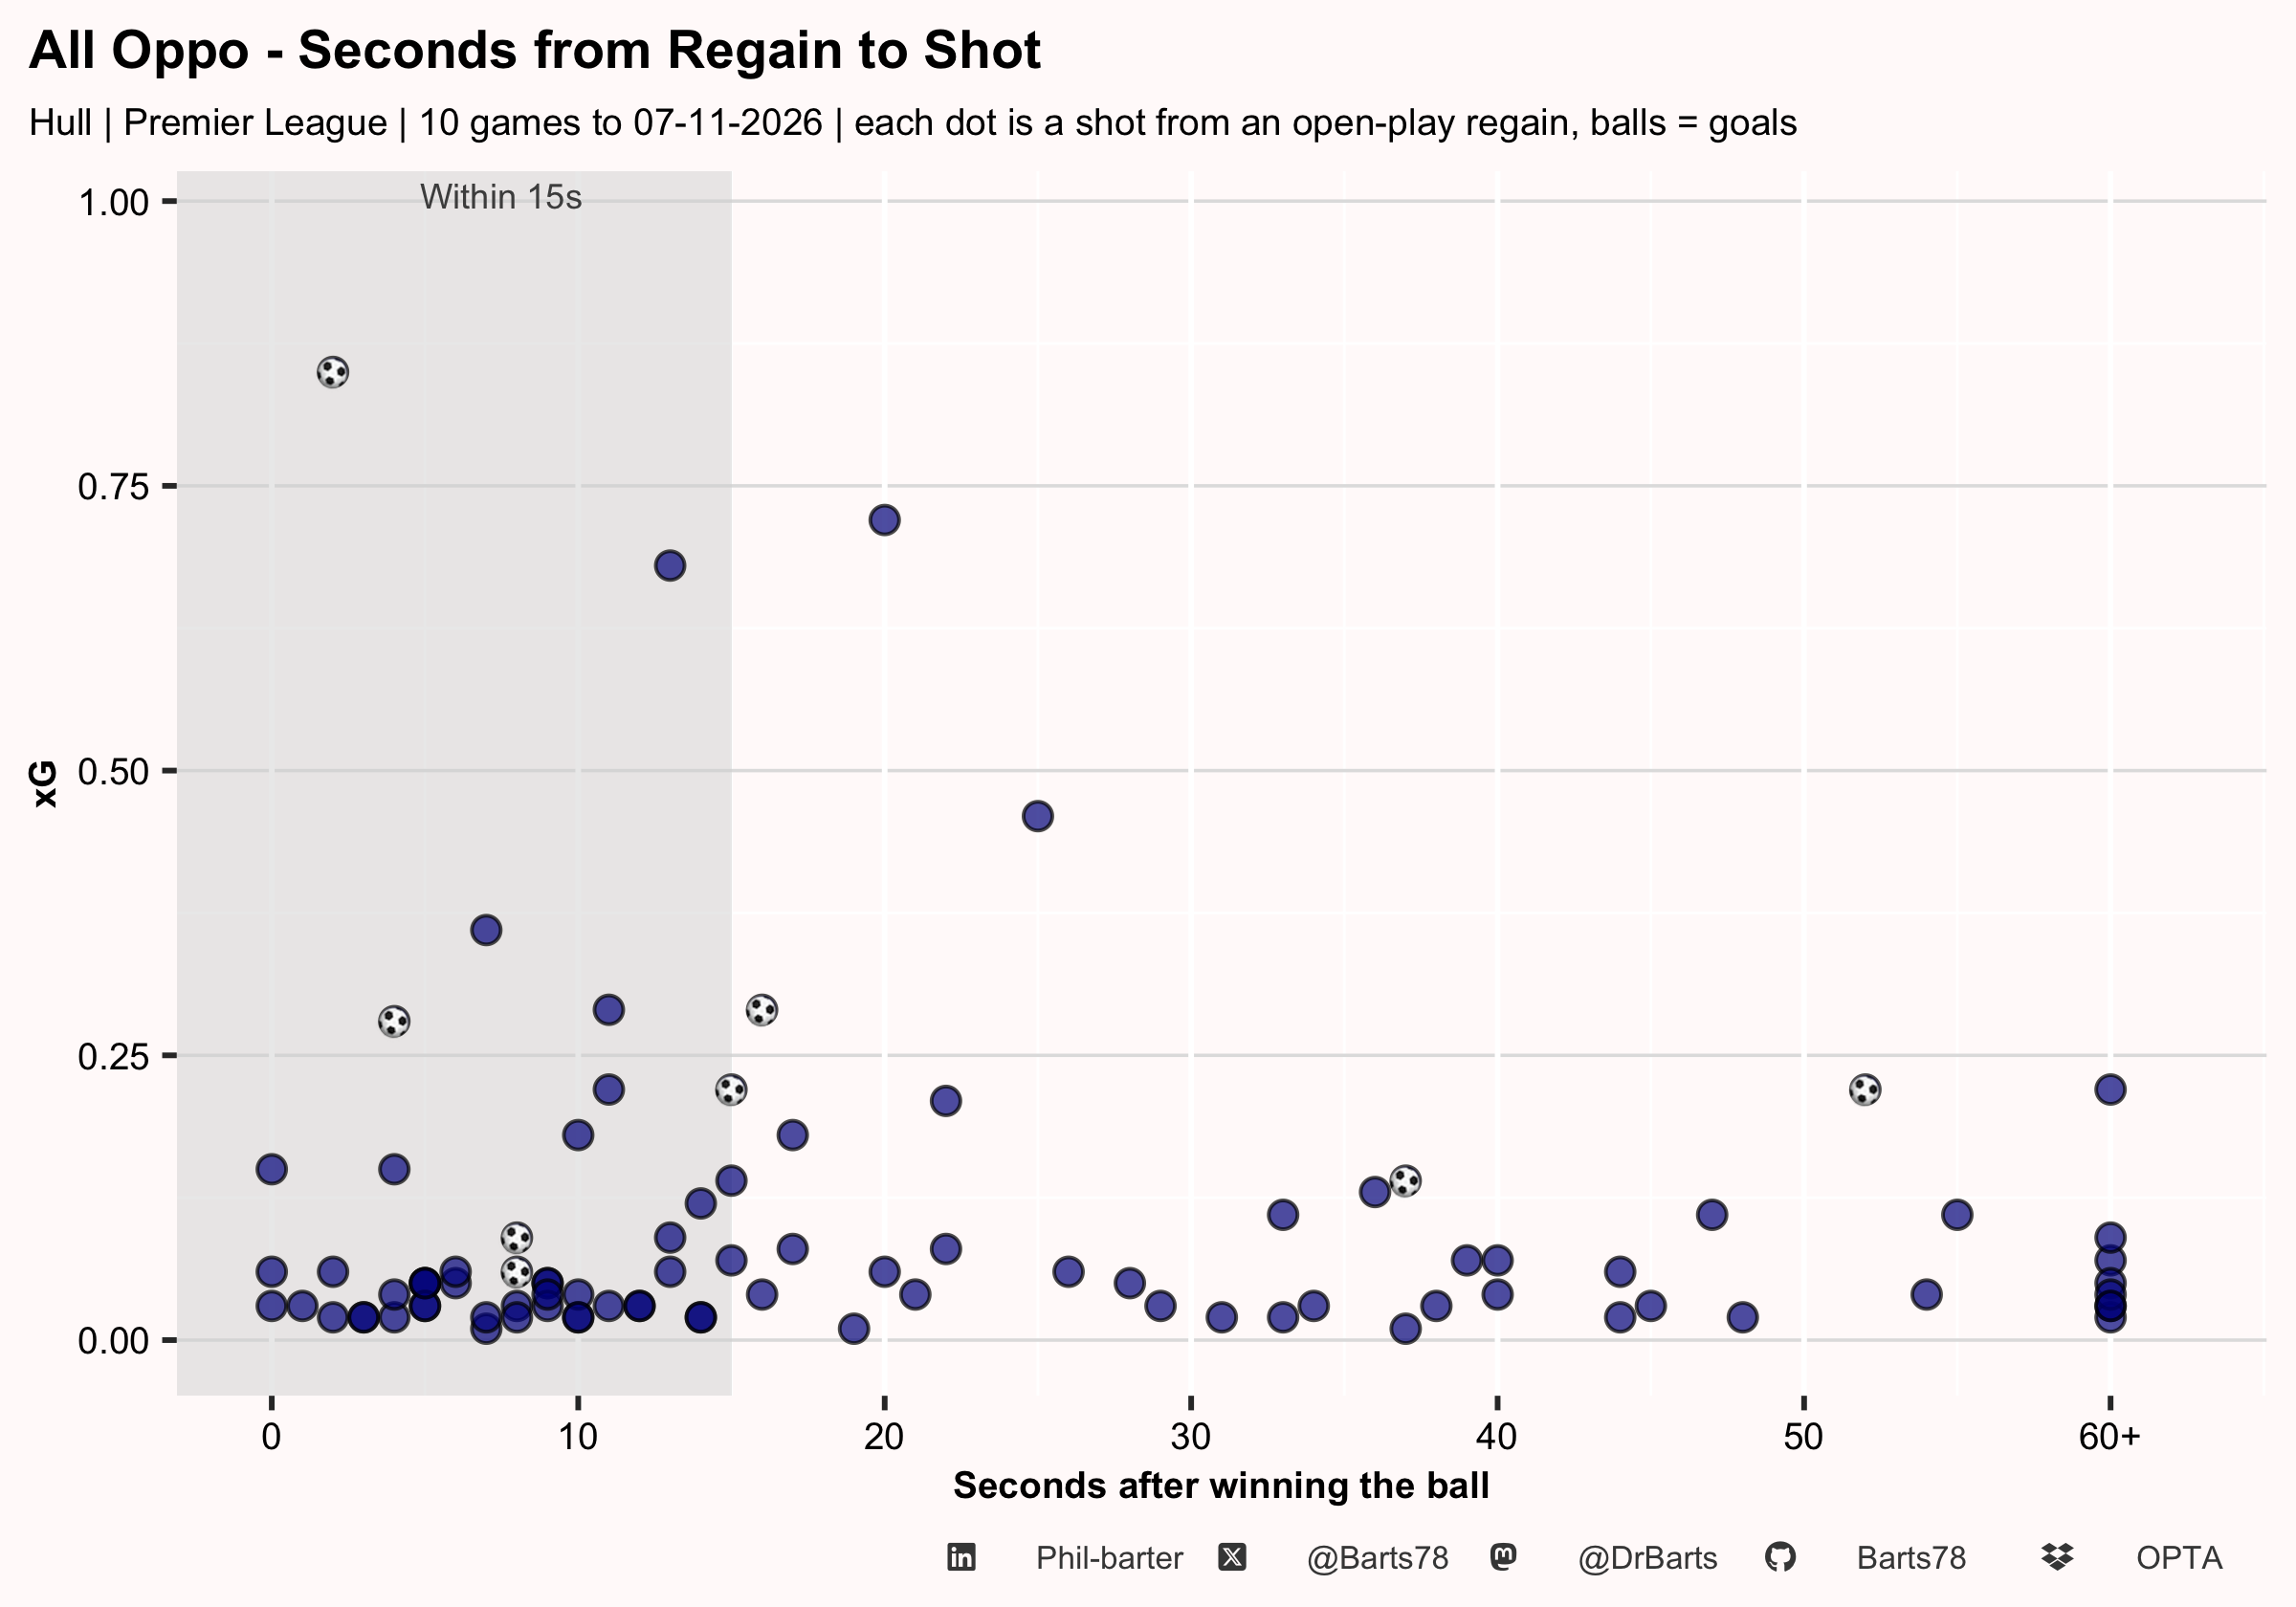 All Oppo - Seconds from Regain to Shot
Hull | Premier League | 10 games to 07-11-2026 | each dot is a shot from an open-play regain, balls = goals
Within 15s
1.00
0.75
0.50
0.25
0.00
xG
0 10 20 30 40 50 60+
Seconds after winning the ball
Phil-barter @Barts78 @DrBarts Barts78 OPTA